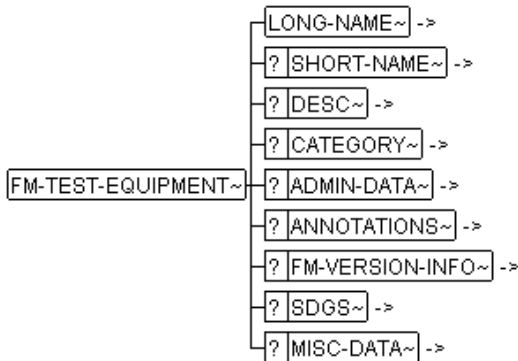 LONG-NAME~ ->
? SHORT-NAME~ ->
? DESC~ ->
? CATEGORY~ ->
FM-TEST-EQUIPMENT~ ? ADMIN-DATA~ ->
? ANNOTATIONS~ ->
? FM-VERSION-INFO~ ->
? SDGS~ ->
? MISC-DATA~ ->